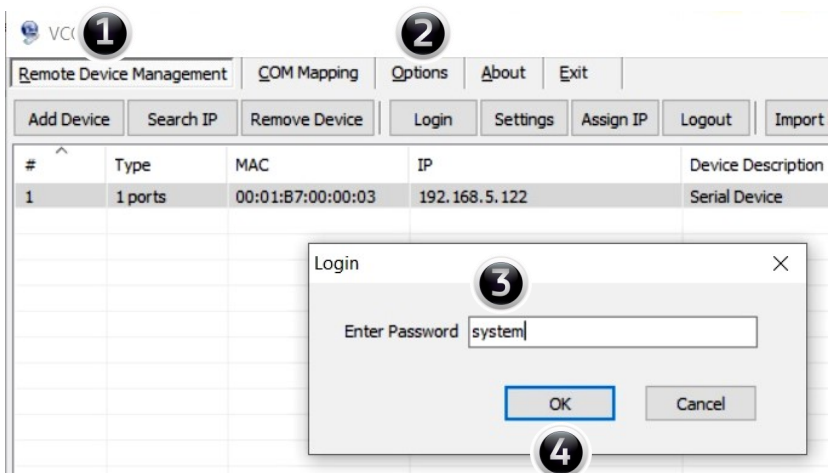 VCO
1
2
Remote Device Management COM Mapping Options About Exit
Add Device Search IP Remove Device Login Settings Assign IP Logout Import
# Type MAC IP Device Description
1 1 ports 00:01:B7:00:00:03 192.168.5.122 Serial Device
Login
3
Enter Password system
OK Cancel
4